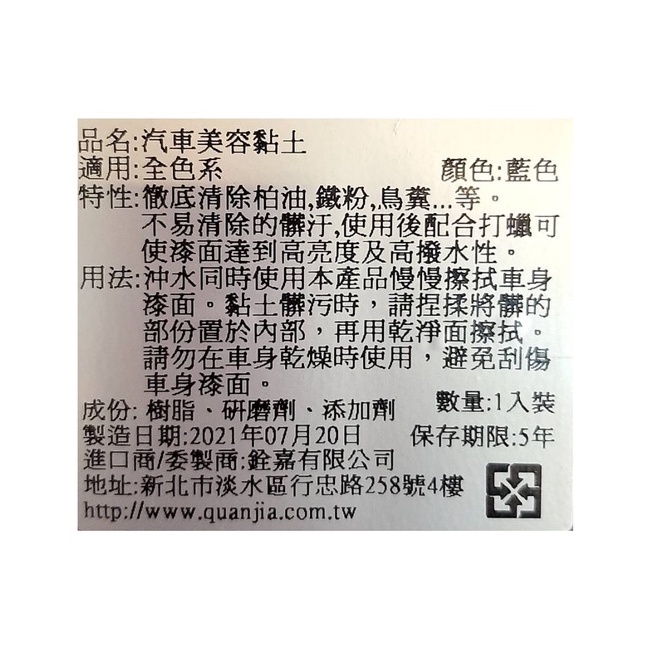 品名:汽車美容黏土
適用:全色系 顏色:藍色
特性:徹底清除柏油,鐵粉,鳥糞...等。
不易清除的髒汙,使用後配合打蠟可
使漆面達到高亮度及高撥水性。
用法:沖水同時使用本產品慢慢擦拭車身
漆面。黏土髒污時，請捏揉將髒的
部份置於內部，再用乾淨面擦拭。
請勿在車身乾燥時使用，避免刮傷
車身漆面。
成份: 樹脂、研磨劑、添加劑 數量:1入裝
製造日期:2021年07月20日 保存期限:5年
進口商/委製商:銓嘉有限公司
地址:新北市淡水區行忠路258號4樓
http://www.quanjia.com.tw